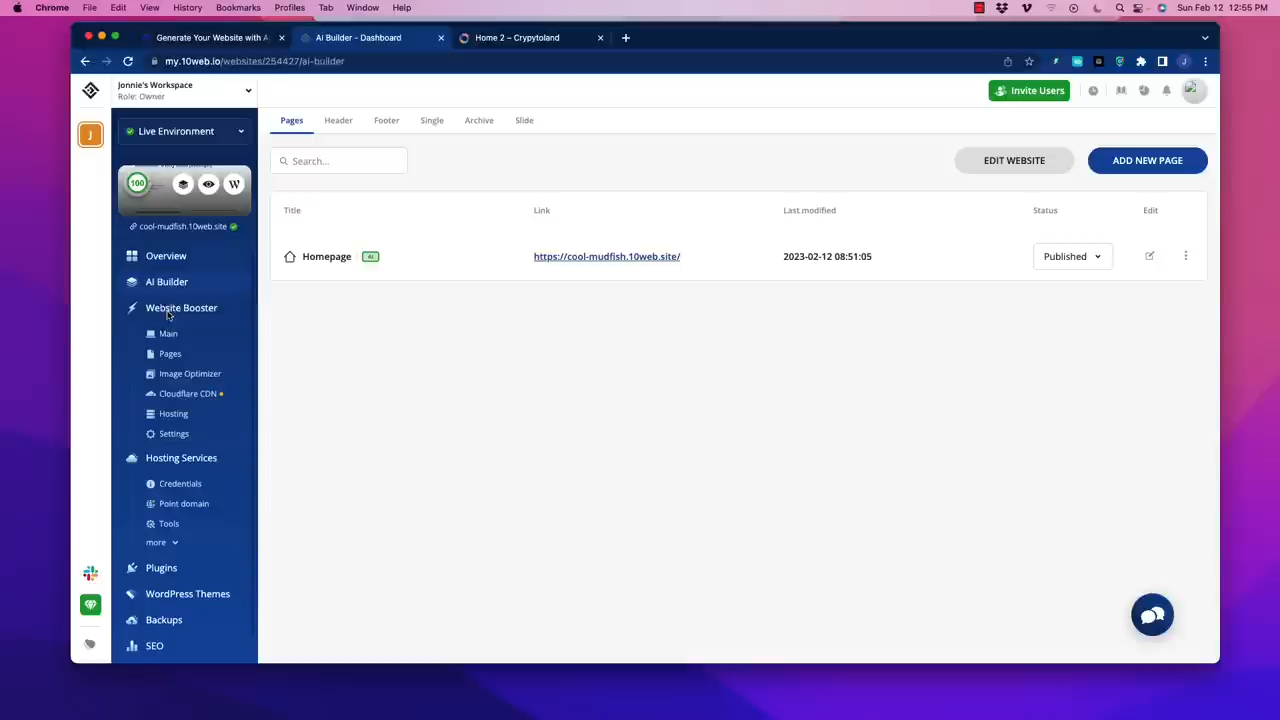 Chrome File Edit View History Bookmarks Profiles Tab Window Help Sun Feb 12 12:55 PM
Generate Your Website with A AI Builder - Dashboard Home 2 – Crypytoland
my.10web.io/websites/254427/ai-builder
Jonnie's Workspace
Role: Owner
Invite Users
J
Live Environment
Pages Header Footer Single Archive Slide
Search...
EDIT WEBSITE
ADD NEW PAGE
100
W
cool-mudfish.10web.site
Title Link Last modified Status Edit
Homepage AI https://cool-mudfish.10web.site/ 2023-02-12 08:51:05 Published
Overview
AI Builder
Website Booster
Main
Pages
Image Optimizer
Cloudflare CDN
Hosting
Settings
Hosting Services
Credentials
Point domain
Tools
more
Plugins
WordPress Themes
Backups
SEO